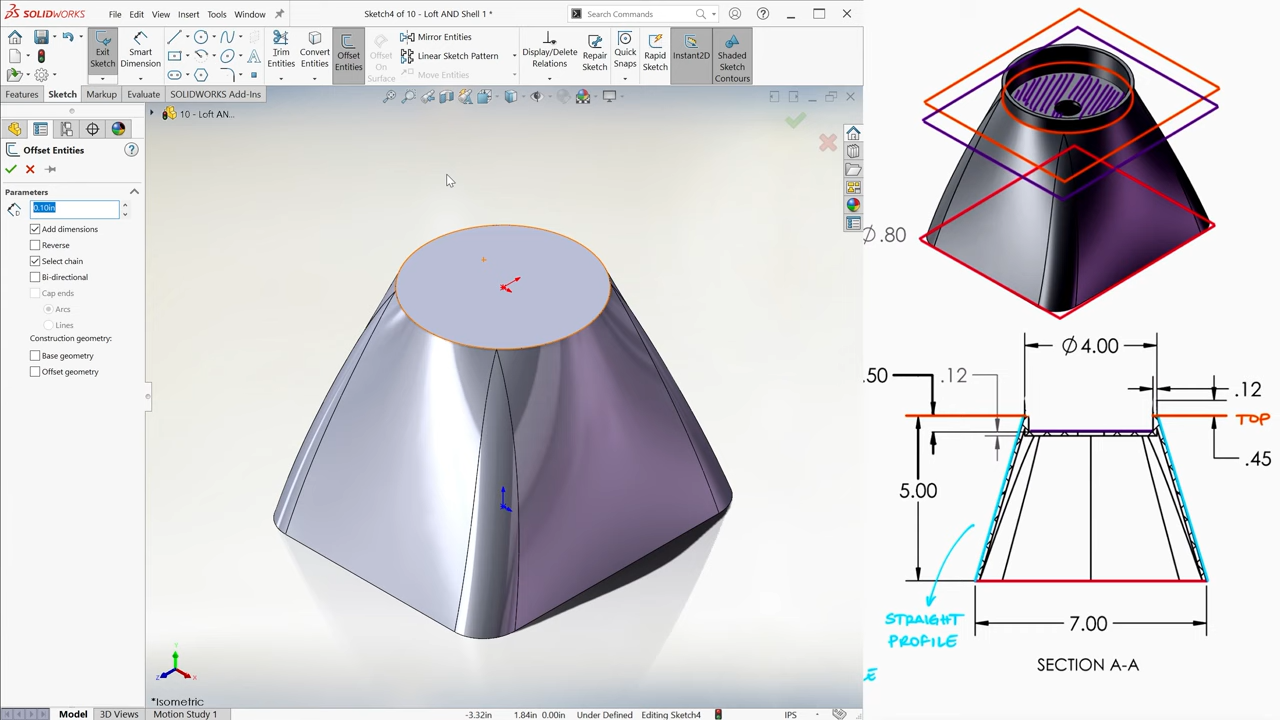 SOLIDWORKS
File
Edit
View
Insert
Tools
Window
Sketch4 of 10 - Loft AND Shell 1 *
Search Commands
Exit Sketch
Smart Dimension
Trim Entities
Convert Entities
Offset Entities
Offset On Surface
Mirror Entities
Linear Sketch Pattern
Move Entities
Display/Delete Relations
Repair Sketch
Quick Snaps
Rapid Sketch
Instant2D
Shaded Sketch Contours
Features
Sketch
Markup
Evaluate
SOLIDWORKS Add-Ins
10 - Loft AN...
Offset Entities
Parameters
0.10in
Add dimensions
Reverse
Select chain
Bi-directional
Cap ends
Arcs
Lines
Construction geometry:
Base geometry
Offset geometry
*Isometric
Model
3D Views
Motion Study 1
-3.32in
1.84in
0.00in
Under Defined
Editing Sketch4
IPS
Ø.80
Ø4.00
.50
.12
.12
TOP
.45
5.00
STRAIGHT
PROFILE
7.00
E
SECTION A-A